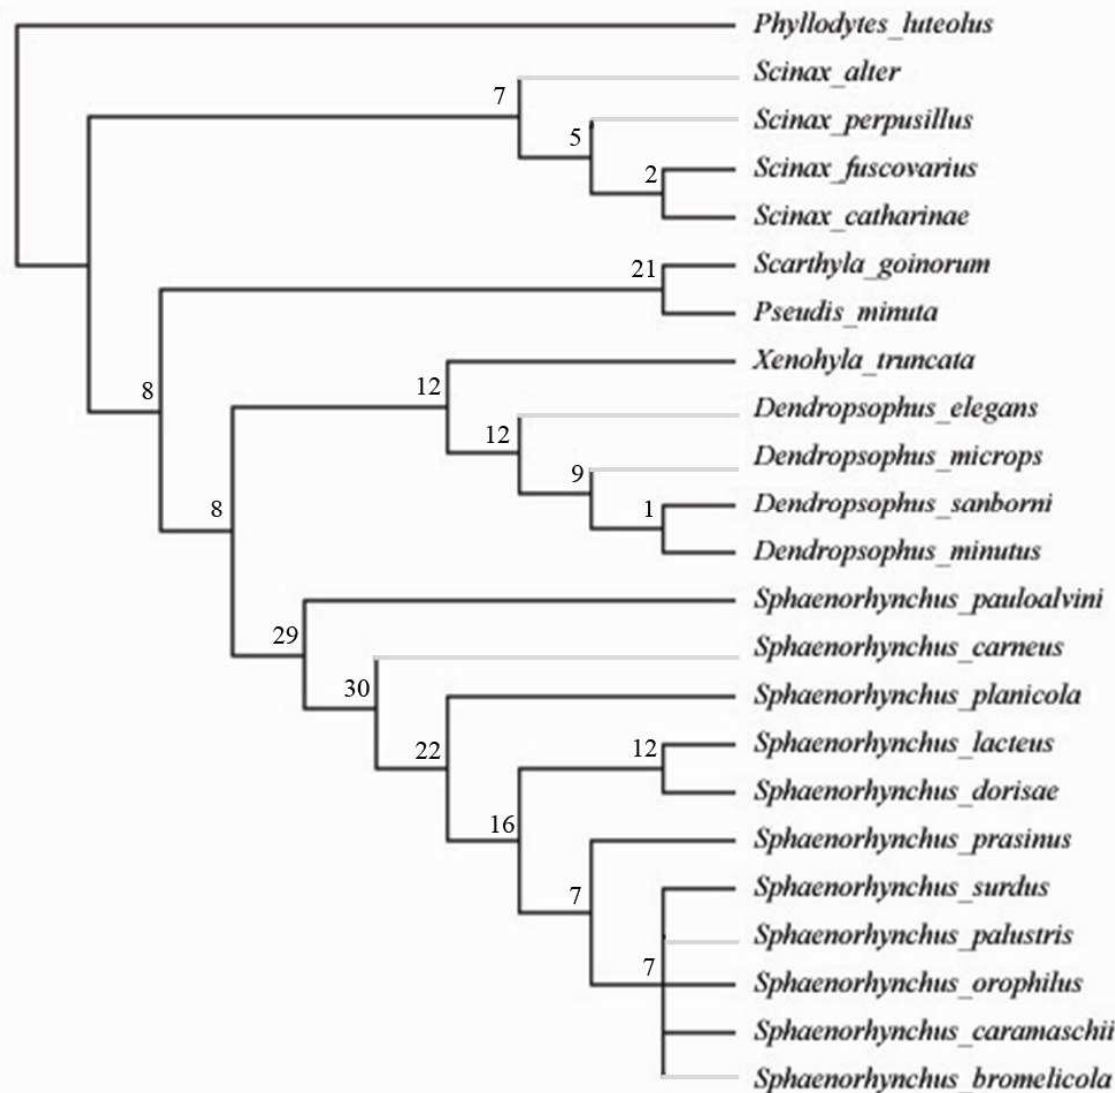 Phyllodytes_luteolus
Scinax_alter
7
Scinax_perpusillus
5
Scinax_fuscovarius
2
Scinax_catharinae
Scarthyla_goinorum
21
Pseudis_minuta
Xenohyla_truncata
12
8
Dendropsophus_elegans
12
Dendropsophus_microps
9
Dendropsophus_sanborni
1
8
Dendropsophus_minutus
Sphaenorhynchus_pauloalvini
29
Sphaenorhynchus_carneus
30
Sphaenorhynchus_planicola
Sphaenorhynchus_lacteus
12
22
Sphaenorhynchus_dorisae
16
Sphaenorhynchus_prasinus
Sphaenorhynchus_surdus
7
Sphaenorhynchus_palustris
7
Sphaenorhynchus_orophilus
Sphaenorhynchus_caramaschii
Sphaenorhynchus_bromelicola